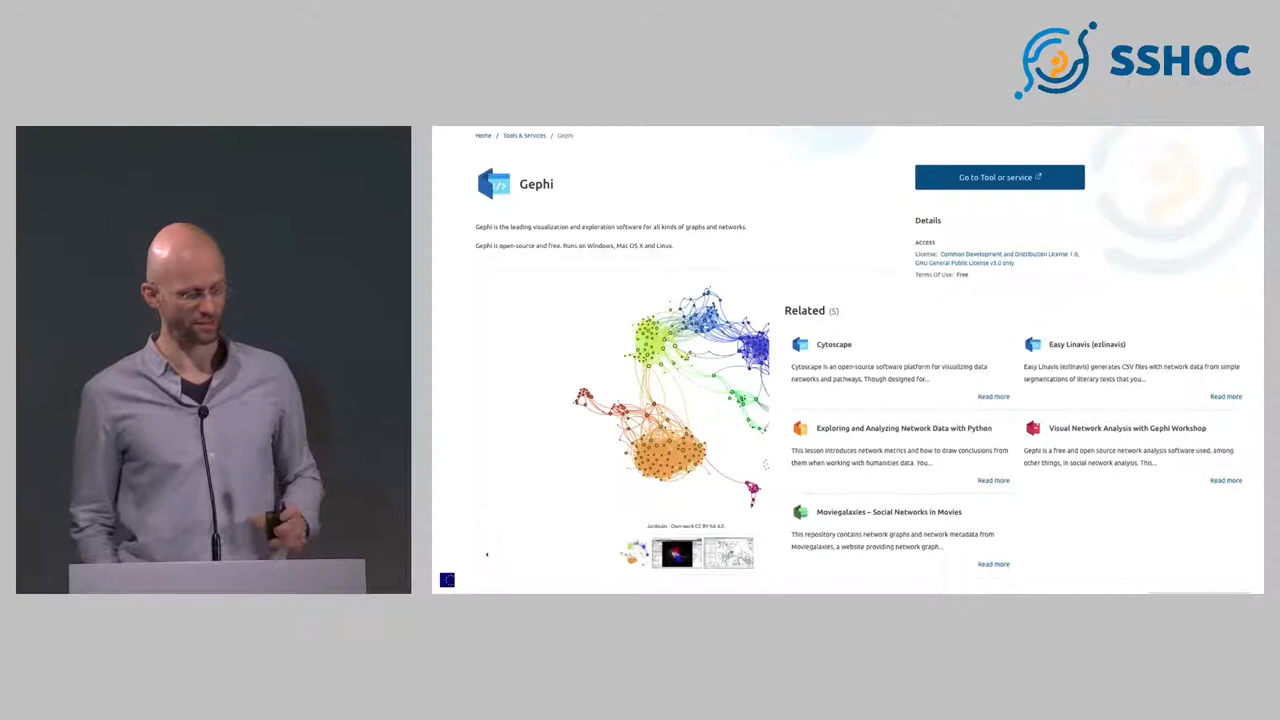 SSHOC
Home / Tools & Services / Gephi
Gephi
Gephi is the leading visualization and exploration software for all kinds of graphs and networks.
Gephi is open-source and free. Runs on Windows, Mac OS X and Linux.
Go to Tool or service
Details
ACCESS
License: Common Development and Distribution License 1.0,
GNU General Public License v3.0 only
Terms Of Use: Free
Related (5)
Cytoscape
Cytoscape is an open-source software platform for visualizing data
networks and pathways. Though designed for...
Read more
Easy Linavis (ezlinavis)
Easy Linavis (ezlinavis) generates CSV files with network data from simple
segmentations of literary texts that you...
Read more
Exploring and Analyzing Network Data with Python
This lesson introduces network metrics and how to draw conclusions
from them when working with humanities data. You...
Read more
Visual Network Analysis with Gephi Workshop
Gephi is a free and open source network analysis software used, among
other things, in social network analysis. This...
Read more
Moviegalaxies – Social Networks in Movies
This repository contains network graphs and network metadata from
Moviegalaxies, a website providing network graph...
Read more
Jardouin - Own work CC BY-SA 4.0